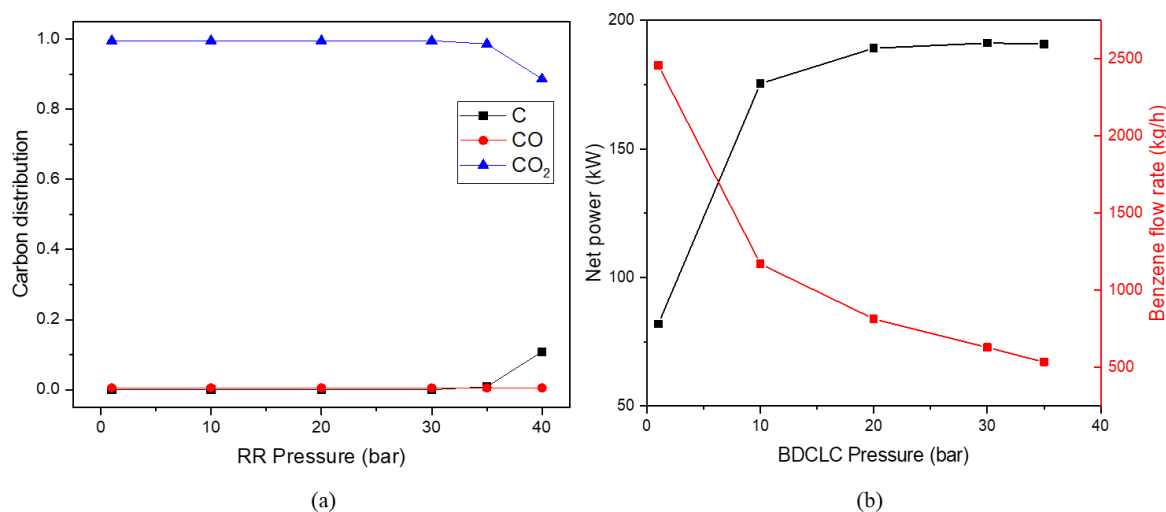 1.0
0.8
0.6
0.4
0.2
0.0
Carbon distribution
C
CO
CO₂
0
10
20
30
40
RR Pressure (bar)
(a)
200
150
100
50
Net power (kW)
2500
2000
1500
1000
500
Benzene flow rate (kg/h)
0
10
20
30
40
BDCLC Pressure (bar)
(b)